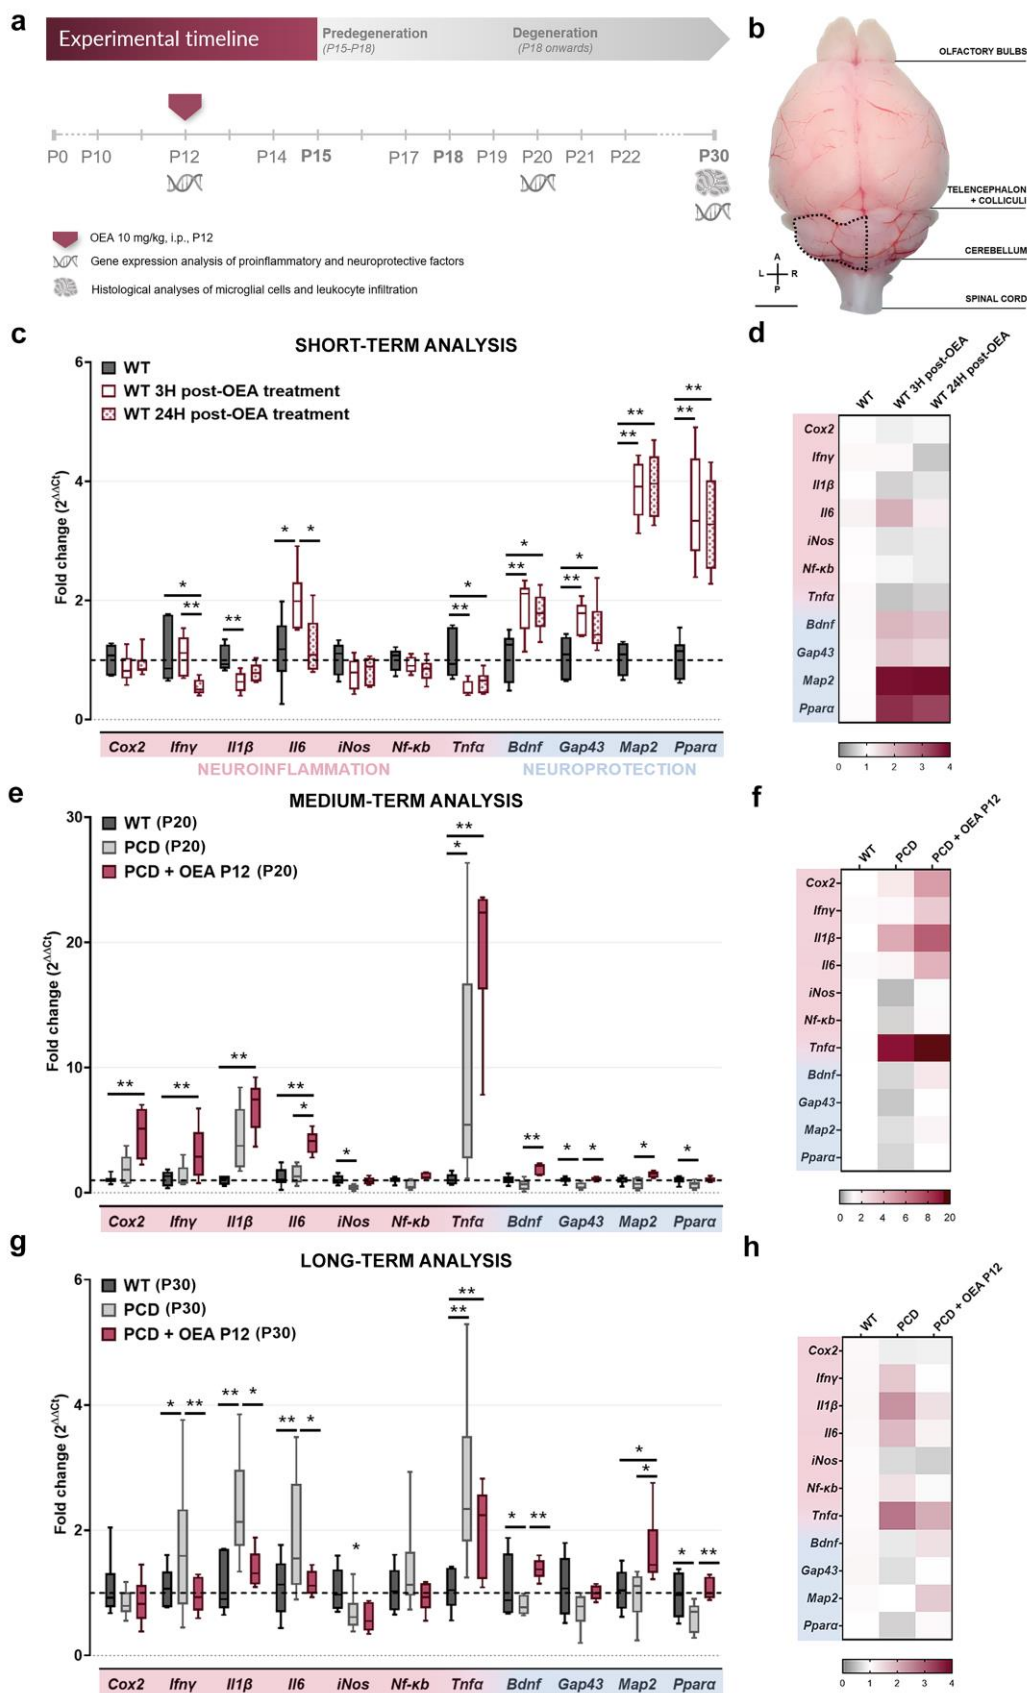 a
Experimental timeline
Predegeneration
(P15-P18)
Degeneration
(P18 onwards)
P0 P10 P12 P14 P15 P17 P18 P19 P20 P21 P22 P30
OEA 10 mg/kg, i.p., P12
Gene expression analysis of proinflammatory and neuroprotective factors
Histological analyses of microglial cells and leukocyte infiltration
b
OLFACTORY BULBS
TELENCEPHALON
+ COLLICULI
CEREBELLUM
SPINAL CORD
A
L R
P
c
SHORT-TERM ANALYSIS
WT
WT 3H post-OEA treatment
WT 24H post-OEA treatment
Fold change (2^ΔΔCt)
6
4
2
0
* ** ** * * ** * ** * ** * ** ** ** **
Cox2 Ifnγ Il1β Il6 iNos Nf-κb Tnfα Bdnf Gap43 Map2 Pparα
NEUROINFLAMMATION NEUROPROTECTION
d
WT WT 3H post-OEA WT 24H post-OEA
Cox2
Ifnγ
Il1β
Il6
iNos
Nf-κb
Tnfα
Bdnf
Gap43
Map2
Pparα
0 1 2 3 4
e
MEDIUM-TERM ANALYSIS
WT (P20)
PCD (P20)
PCD + OEA P12 (P20)
Fold change (2^ΔΔCt)
30
20
10
0
** ** ** ** * * ** * ** * * * *
Cox2 Ifnγ Il1β Il6 iNos Nf-κb Tnfα Bdnf Gap43 Map2 Pparα
f
WT PCD PCD + OEA P12
Cox2
Ifnγ
Il1β
Il6
iNos
Nf-κb
Tnfα
Bdnf
Gap43
Map2
Pparα
0 2 4 6 8 20
g
LONG-TERM ANALYSIS
WT (P30)
PCD (P30)
PCD + OEA P12 (P30)
Fold change (2^ΔΔCt)
6
4
2
0
* ** ** * ** * * ** ** * ** * * * **
Cox2 Ifnγ Il1β Il6 iNos Nf-κb Tnfα Bdnf Gap43 Map2 Pparα
h
WT PCD PCD + OEA P12
Cox2
Ifnγ
Il1β
Il6
iNos
Nf-κb
Tnfα
Bdnf
Gap43
Map2
Pparα
0 1 2 3 4